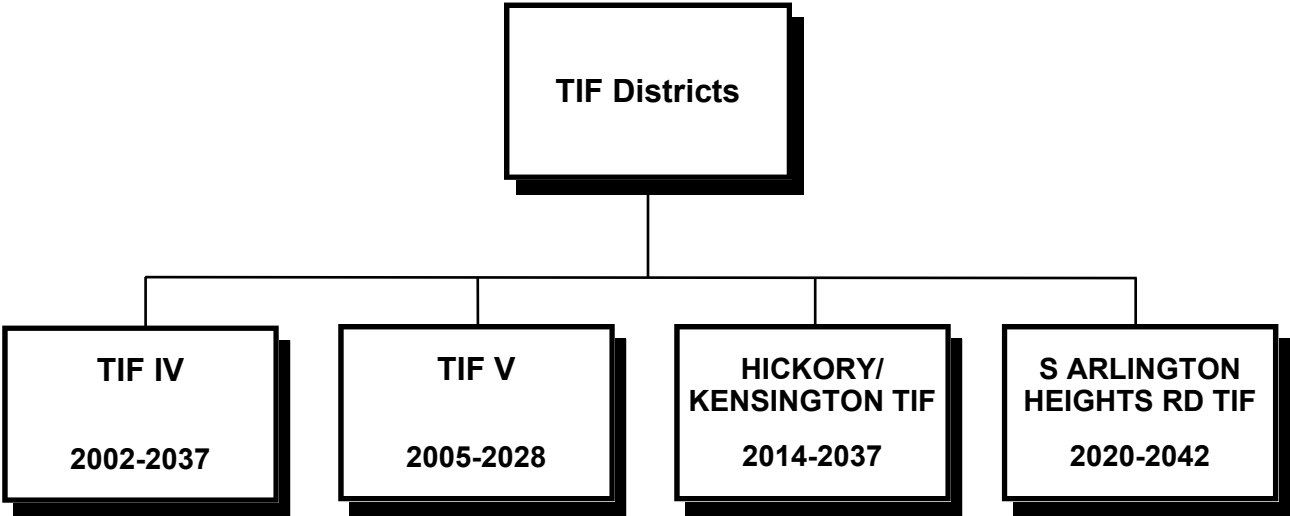 TIF Districts
TIF IV
2002-2037
TIF V
2005-2028
HICKORY/
KENSINGTON TIF
2014-2037
S ARLINGTON
HEIGHTS RD TIF
2020-2042